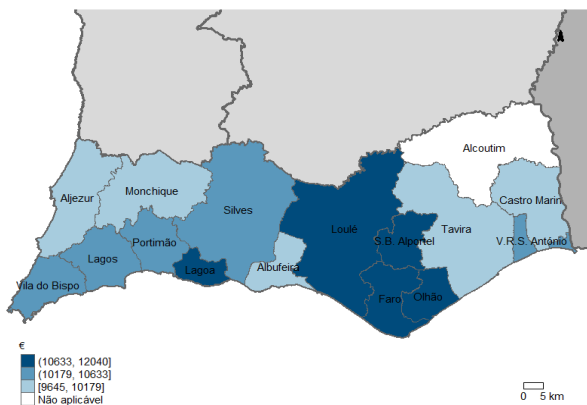 Alcoutim
Aljezur
Monchique
Castro Marim
Silves
Loulé
S.B. Alportel
Tavira
V.R.S. António
Portimão
Lagos
Lagoa
Albufeira
Vila do Bispo
Faro
Olhão
€
(10633, 12040]
(10179, 10633]
[9645, 10179]
Não aplicável
0 5 km